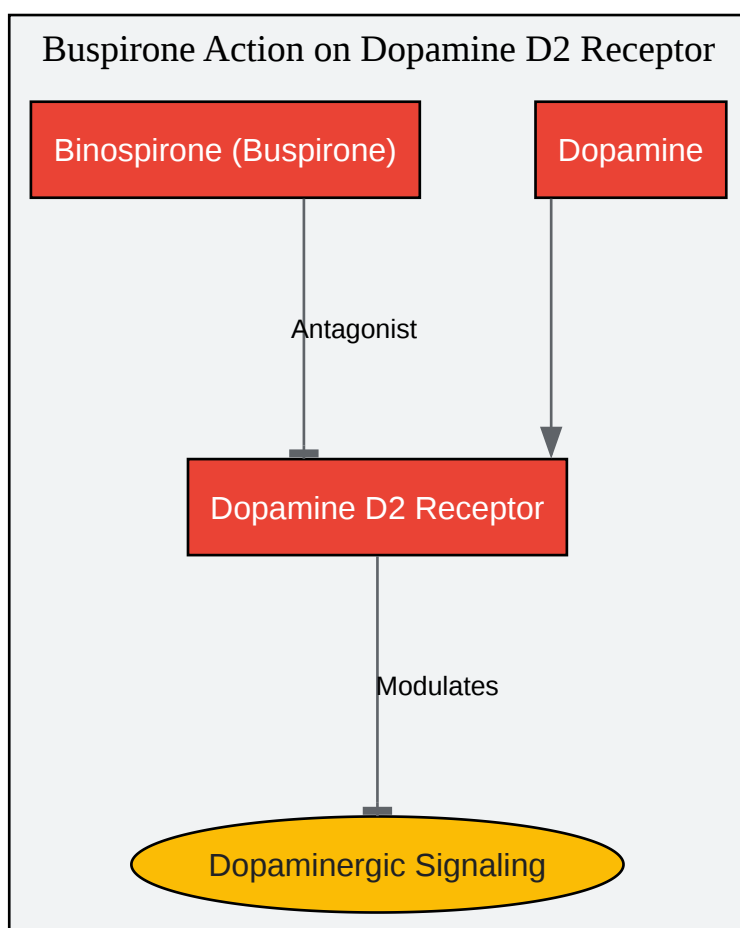 Buspirone Action on Dopamine D2 Receptor
Binospirone (Buspirone)
Dopamine
Antagonist
Dopamine D2 Receptor
Modulates
Dopaminergic Signaling